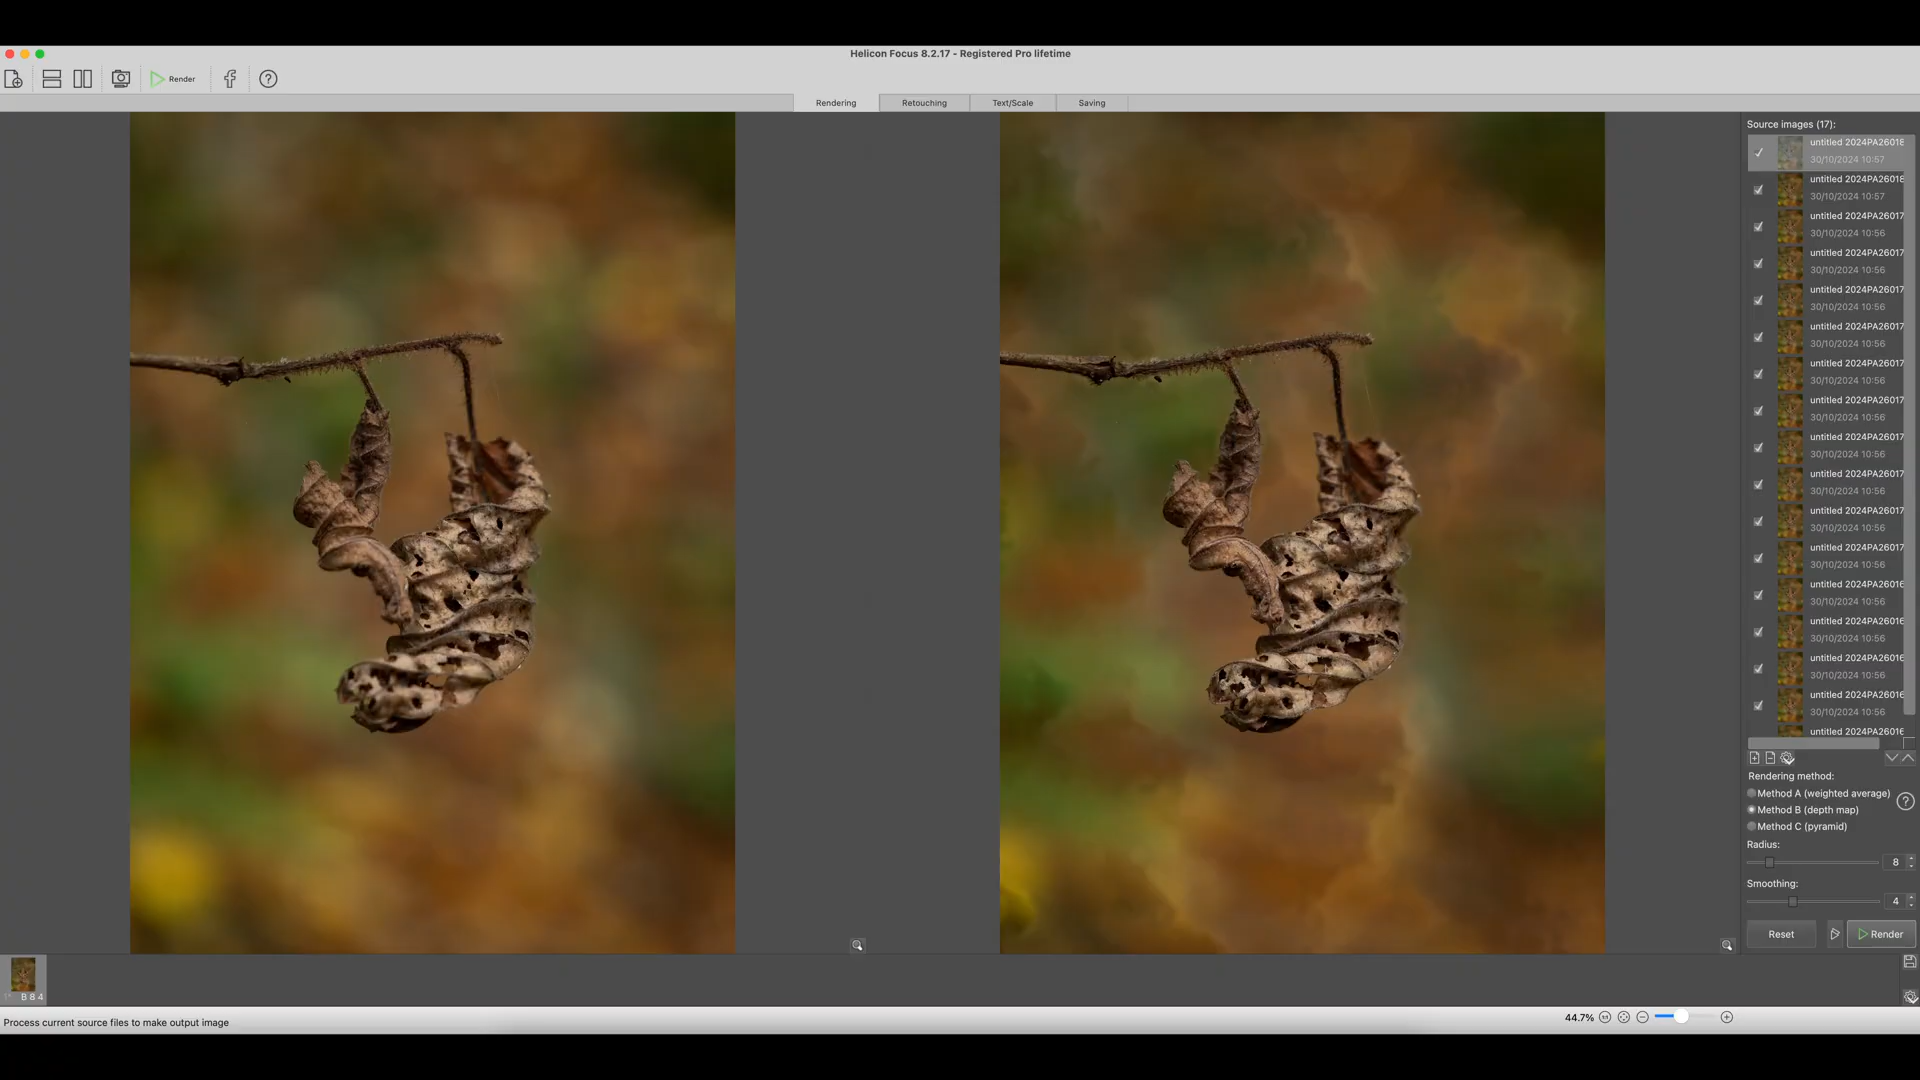 Helicon Focus 8.2.17 - Registered Pro lifetime
Render
Rendering
Retouching
Text/Scale
Saving
Source images (17):
untitled 2024PA26018
30/10/2024 10:57
untitled 2024PA26018
30/10/2024 10:57
untitled 2024PA26017
30/10/2024 10:56
untitled 2024PA26017
30/10/2024 10:56
untitled 2024PA26017
30/10/2024 10:56
untitled 2024PA26017
30/10/2024 10:56
untitled 2024PA26017
30/10/2024 10:56
untitled 2024PA26017
30/10/2024 10:56
untitled 2024PA26017
30/10/2024 10:56
untitled 2024PA26017
30/10/2024 10:56
untitled 2024PA26017
30/10/2024 10:56
untitled 2024PA26017
30/10/2024 10:56
untitled 2024PA26016
30/10/2024 10:56
untitled 2024PA26016
30/10/2024 10:56
untitled 2024PA26016
30/10/2024 10:56
untitled 2024PA26016
30/10/2024 10:56
untitled 2024PA26016
Rendering method:
Method A (weighted average)
Method B (depth map)
Method C (pyramid)
Radius:
8
Smoothing:
4
Reset
Render
B 8 4
Process current source files to make output image
44.7%